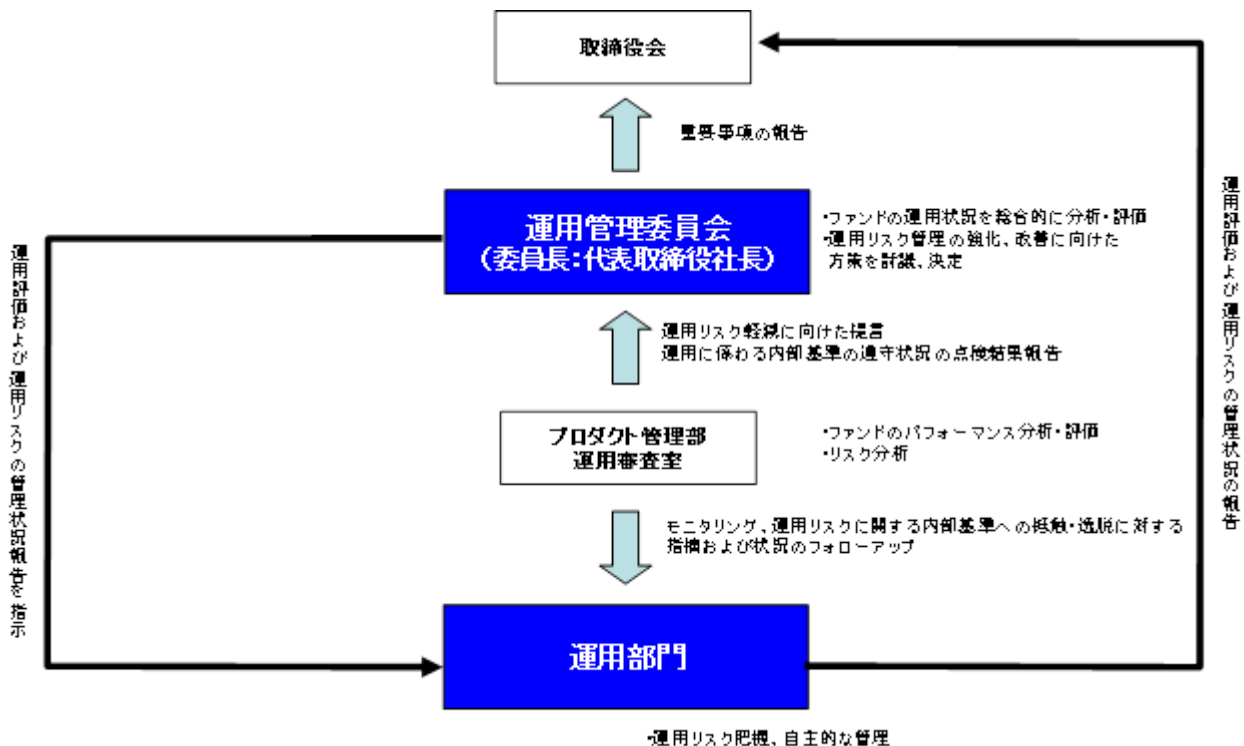 取締役会
重要事項の報告
運用管理委員会
(委員長:代表取締役社長)
・ファンドの運用状況を総合的に分析・評価
・運用リスク管理の強化、改善に向けた
方策を討議、決定
運用リスク軽減に向けた提言
運用に係わる内部基準の遵守状況の点検結果報告
プロダクト管理部
運用審査室
・ファンドのパフォーマンス分析・評価
・リスク分析
モニタリング、運用リスクに関する内部基準への抵触・逸脱に対する
指摘および状況のフォローアップ
運用部門
・運用リスク把握、自主的な管理
運用評価および運用リスクの管理状況報告を指示
運用評価および運用リスクの管理状況の報告